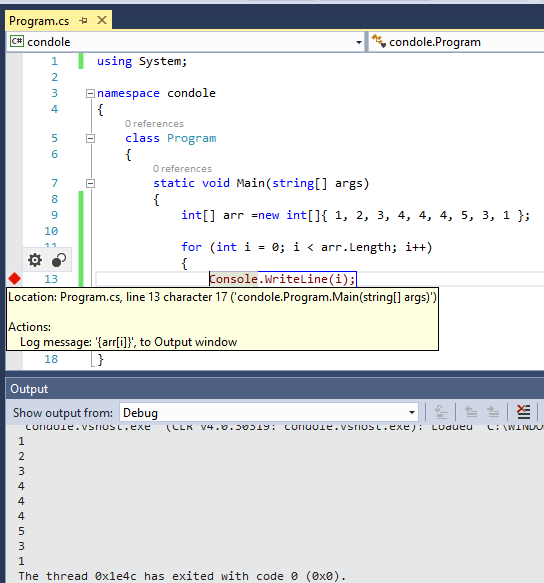 Program.cs
C# condole
condole.Program
1 using System;
2
3 namespace condole
4 {
0 references
5 class Program
6 {
0 references
7 static void Main(string[] args)
8 {
9 int[] arr =new int[]{ 1, 2, 3, 4, 4, 4, 5, 3, 1 };
10
11 for (int i = 0; i < arr.Length; i++)
{
13 Console.WriteLine(i);
Location: Program.cs, line 13 character 17 ('condole.Program.Main(string[] args)')
Actions:
Log message: '{arr[i]}', to Output window
18 }
Output
Show output from: Debug
'condole.vshost.exe' (CLR v4.0.30319: condole.vshost.exe): Loaded 'C:\WINDO
1
2
3
4
4
4
5
3
1
The thread 0x1e4c has exited with code 0 (0x0).